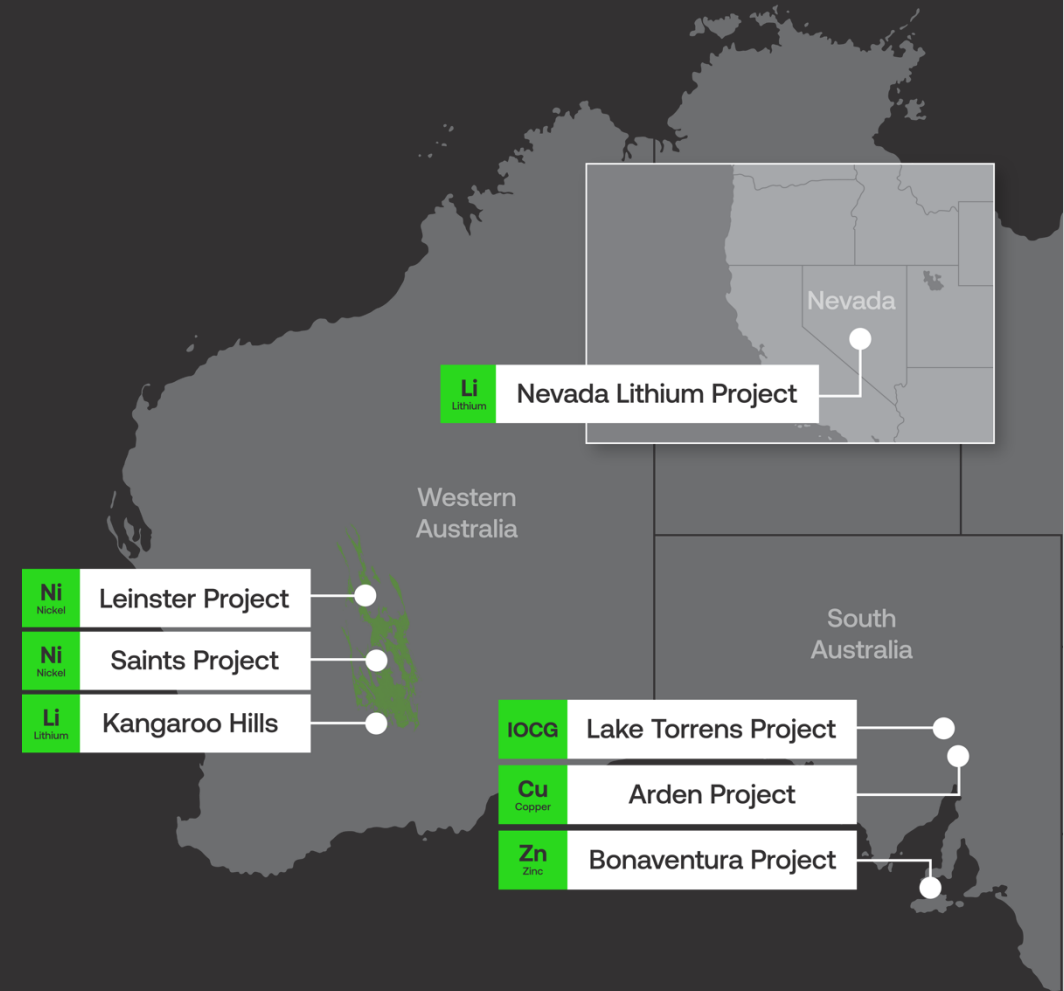 Nevada
Li
Lithium
Nevada Lithium Project
Western
Australia
Ni
Nickel
Leinster Project
Ni
Nickel
Saints Project
Li
Lithium
Kangaroo Hills
South
Australia
IOCG
Lake Torrens Project
Cu
Copper
Arden Project
Zn
Zinc
Bonaventura Project